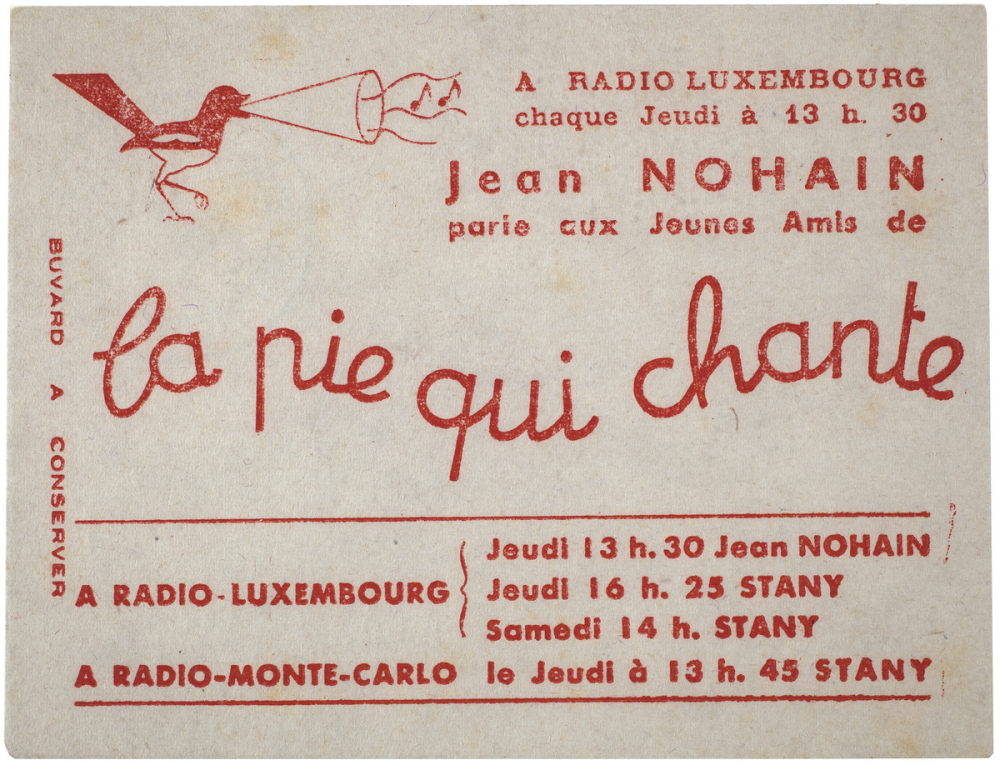 A RADIO LUXEMBOURG
chaque Jeudi à 13 h. 30
Jean NOHAIN
parie aux Jeunes Amis de
la pie qui chante
BUVARD A CONSERVER
A RADIO-LUXEMBOURG
Jeudi 13 h. 30 Jean NOHAIN
Jeudi 16 h. 25 STANY
Samedi 14 h. STANY
A RADIO-MONTE-CARLO le Jeudi à 13 h. 45 STANY